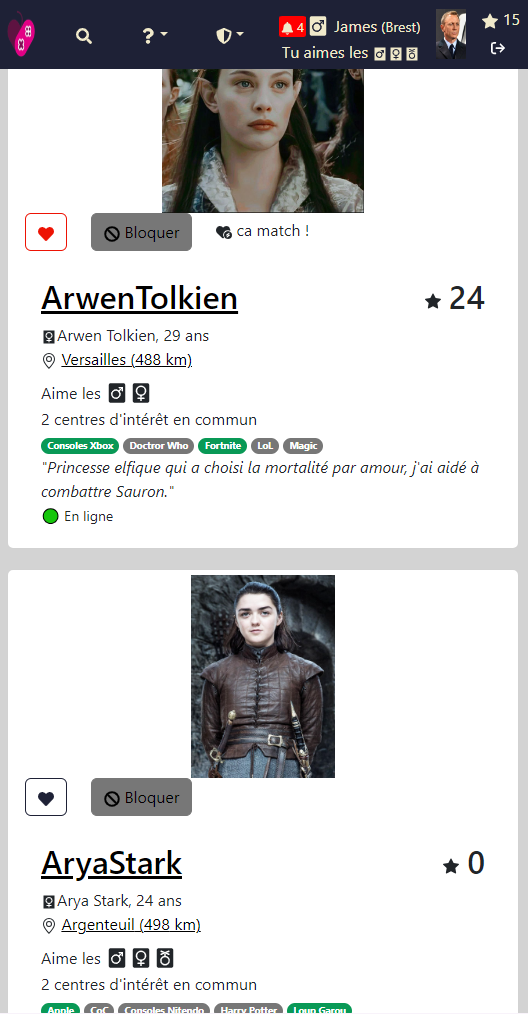 4 James (Brest) 15
Tu aimes les
Bloquer ca match !
ArwenTolkien 24
Arwen Tolkien, 29 ans
Versailles (488 km)
Aime les
2 centres d'intérêt en commun
Consoles Xbox Doctror Who Fortnite LoL Magic
"Princesse elfique qui a choisi la mortalité par amour, j'ai aidé à
combattre Sauron."
En ligne
Bloquer
AryaStark 0
Arya Stark, 24 ans
Argenteuil (498 km)
Aime les
2 centres d'intérêt en commun
Apple CoC Consoles Nitendo Harry Potter Loup Garou